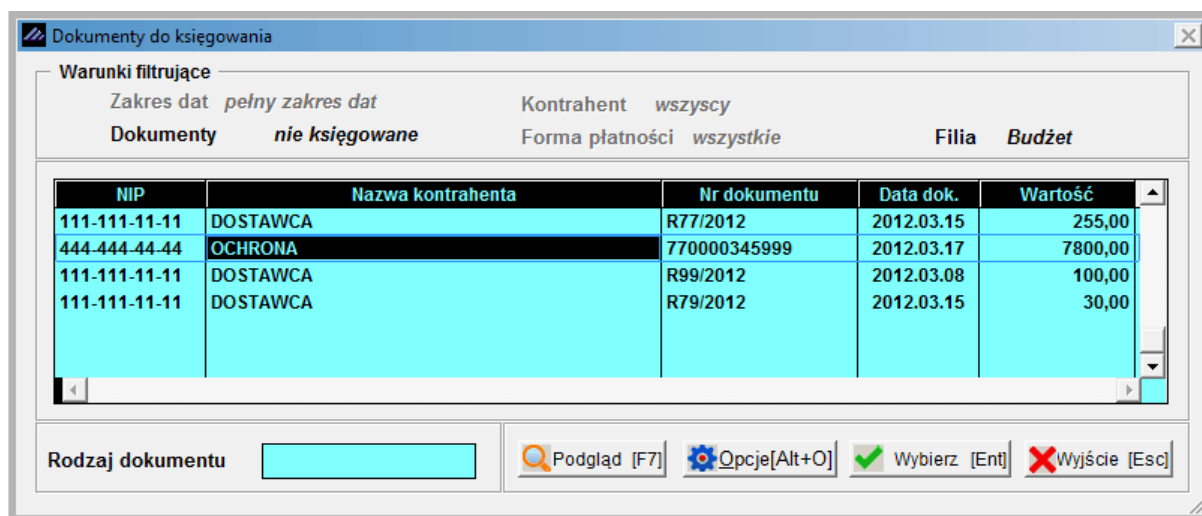 Dokumenty do księgowania
Warunki filtrujące
Zakres dat pełny zakres dat Kontrahent wszyscy
Dokumenty nie księgowane Forma płatności wszystkie Filia Budżet
NIP Nazwa kontrahenta Nr dokumentu Data dok. Wartość
111-111-11-11 DOSTAWCA R77/2012 2012.03.15 255,00
444-444-44-44 OCHRONA 770000345999 2012.03.17 7800,00
111-111-11-11 DOSTAWCA R99/2012 2012.03.08 100,00
111-111-11-11 DOSTAWCA R79/2012 2012.03.15 30,00
Rodzaj dokumentu Podgląd [F7] Opcje[Alt+O] Wybierz [Ent] Wyjście [Esc]